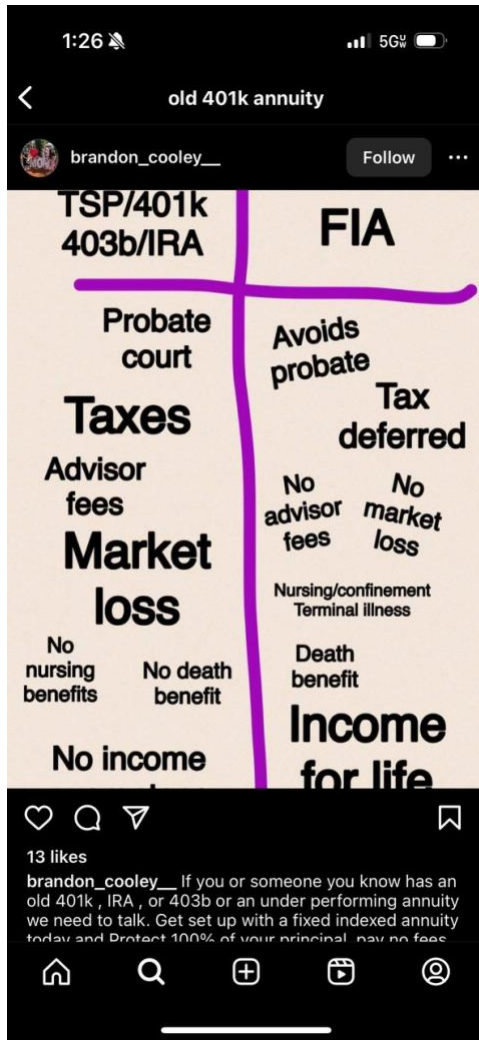 1:26
5G UW
old 401k annuity
brandon_cooley__
Follow
TSP/401k
403b/IRA
FIA
Probate
court
Avoids
probate
Taxes
Tax
deferred
Advisor
fees
No
advisor
fees
No
market
loss
Market
loss
Nursing/confinement
Terminal illness
No
nursing
benefits
No death
benefit
Death
benefit
Income
for life
No income
13 likes
brandon_cooley__ If you or someone you know has an
old 401k , IRA , or 403b or an under performing annuity
we need to talk. Get set up with a fixed indexed annuity
today and Protect 100% of your principal, pay no fees